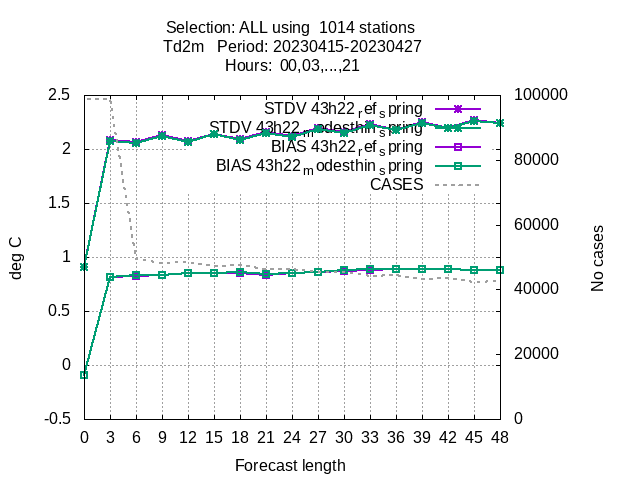 Selection: ALL using  1014 stations
Td2m   Period: 20230415-20230427
Hours:  00,03,...,21
STDV 43h22_ref_spring
STDV 43h22_modesthin_spring
BIAS 43h22_ref_spring
BIAS 43h22_modesthin_spring
CASES
2.5
2
1.5
1
0.5
0
-0.5
deg C
100000
80000
60000
40000
20000
0
No cases
0 3 6 9 12 15 18 21 24 27 30 33 36 39 42 45 48
Forecast length